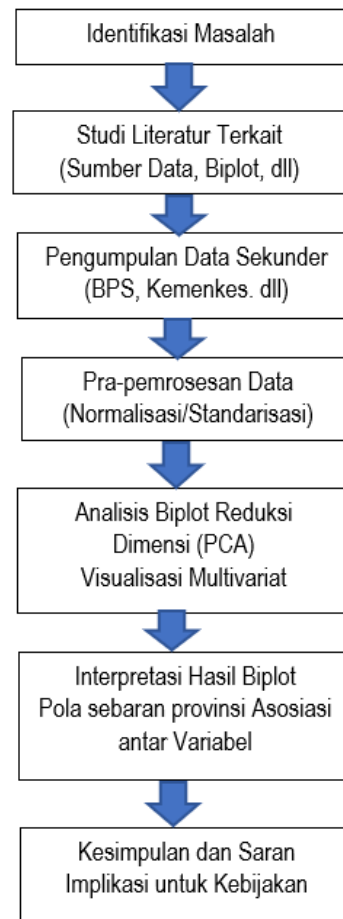 Identifikasi Masalah
Studi Literatur Terkait
(Sumber Data, Biplot, dll)
Pengumpulan Data Sekunder
(BPS, Kemenkes. dll)
Pra-pemrosesan Data
(Normalisasi/Standarisasi)
Analisis Biplot Reduksi
Dimensi (PCA)
Visualisasi Multivariat
Interpretasi Hasil Biplot
Pola sebaran provinsi Asosiasi
antar Variabel
Kesimpulan dan Saran
Implikasi untuk Kebijakan